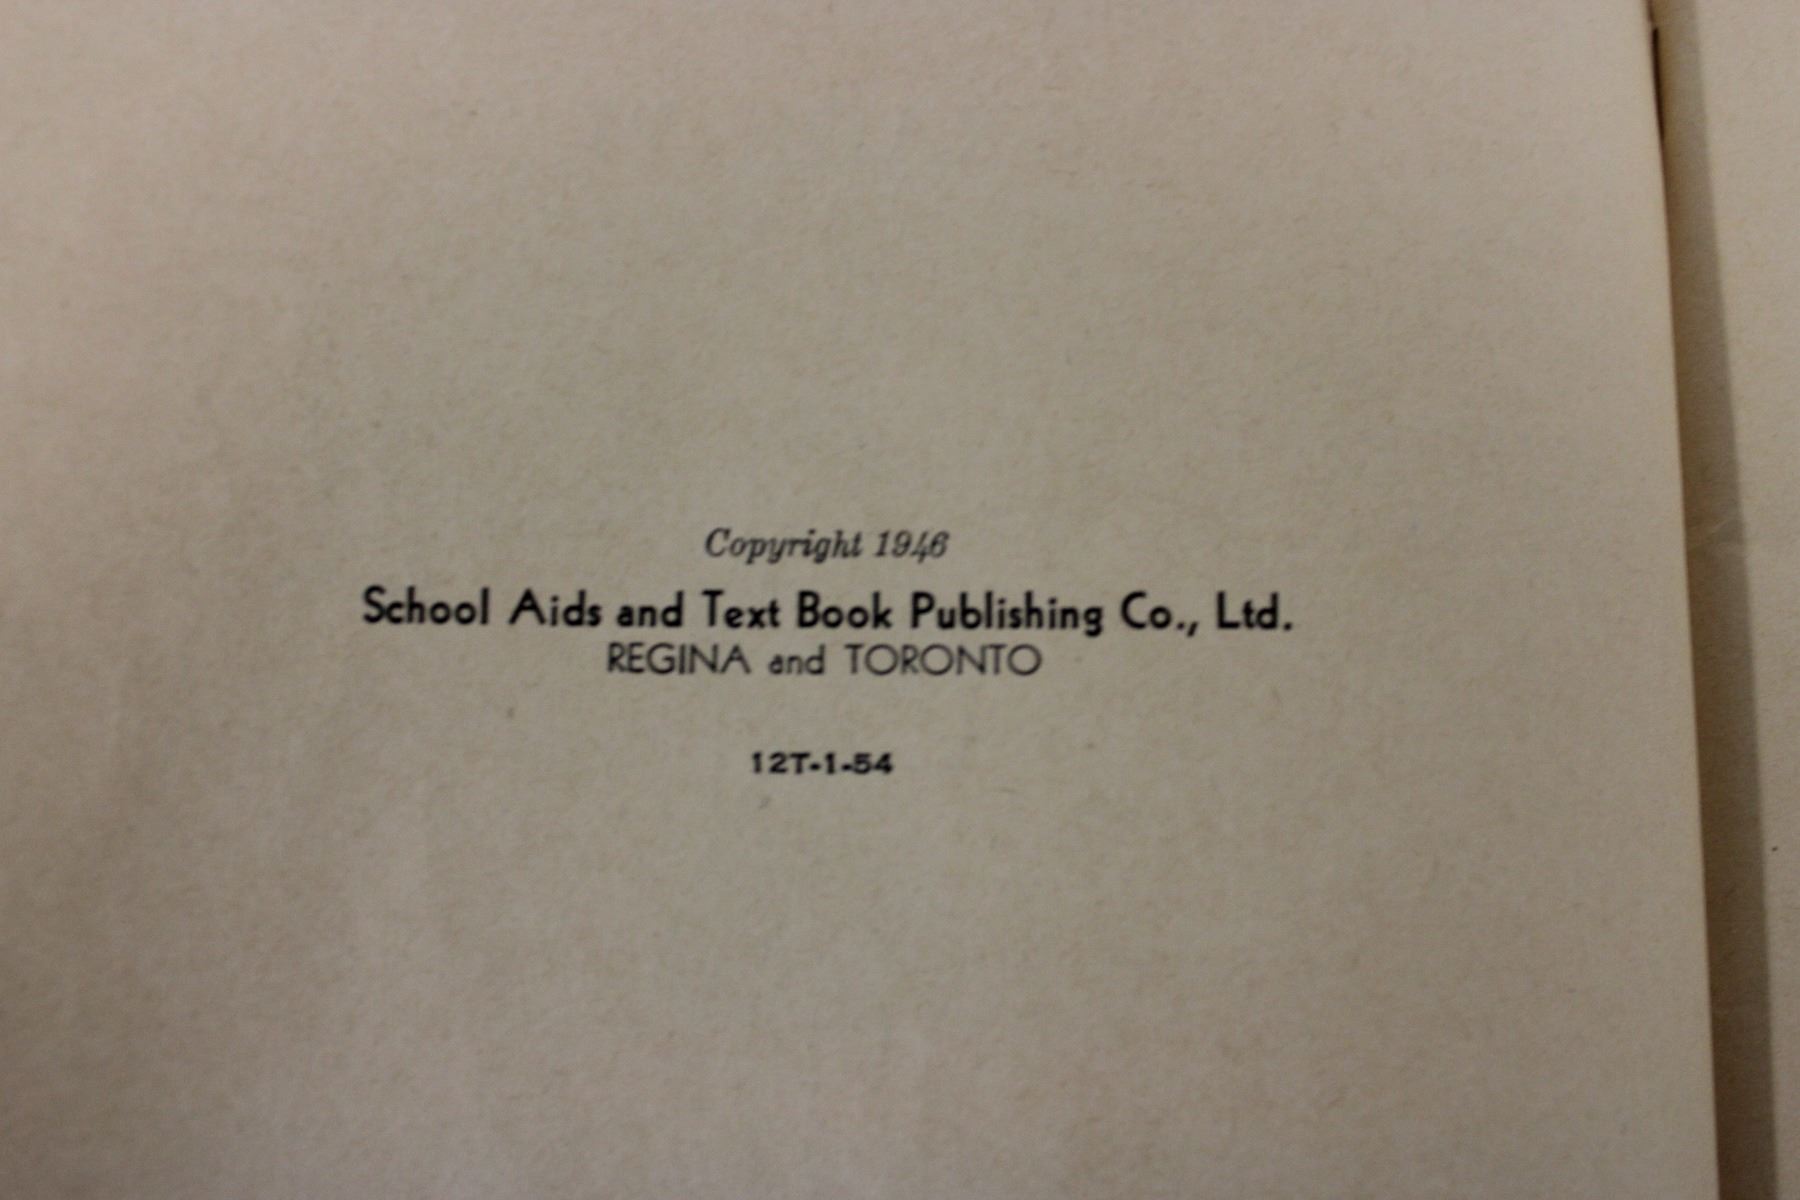 Copyright 1946
School Aids and Text Book Publishing Co., Ltd.
REGINA and TORONTO
12T-1-54